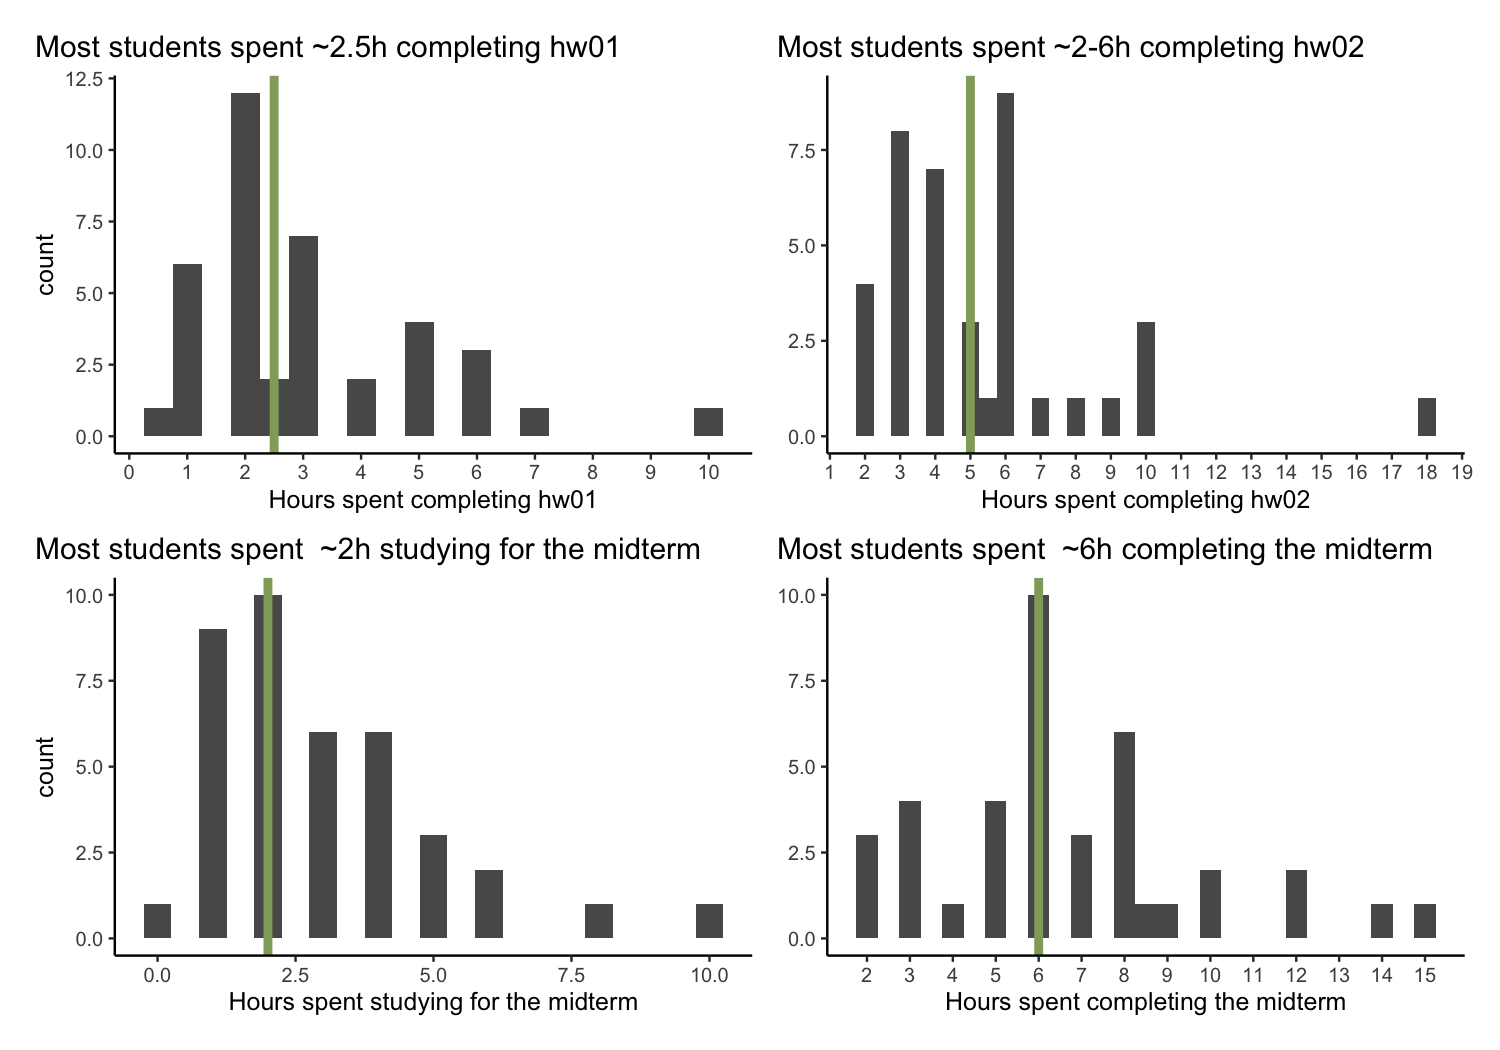 Most students spent ~2.5h completing hw01
12.5
10.0
7.5
5.0
2.5
0.0
count
0 1 2 3 4 5 6 7 8 9 10
Hours spent completing hw01
Most students spent ~2-6h completing hw02
7.5
5.0
2.5
0.0
1 2 3 4 5 6 7 8 9 10 11 12 13 14 15 16 17 18 19
Hours spent completing hw02
Most students spent  ~2h studying for the midterm
10.0
7.5
5.0
2.5
0.0
count
0.0 2.5 5.0 7.5 10.0
Hours spent studying for the midterm
Most students spent  ~6h completing the midterm
10.0
7.5
5.0
2.5
0.0
2 3 4 5 6 7 8 9 10 11 12 13 14 15
Hours spent completing the midterm